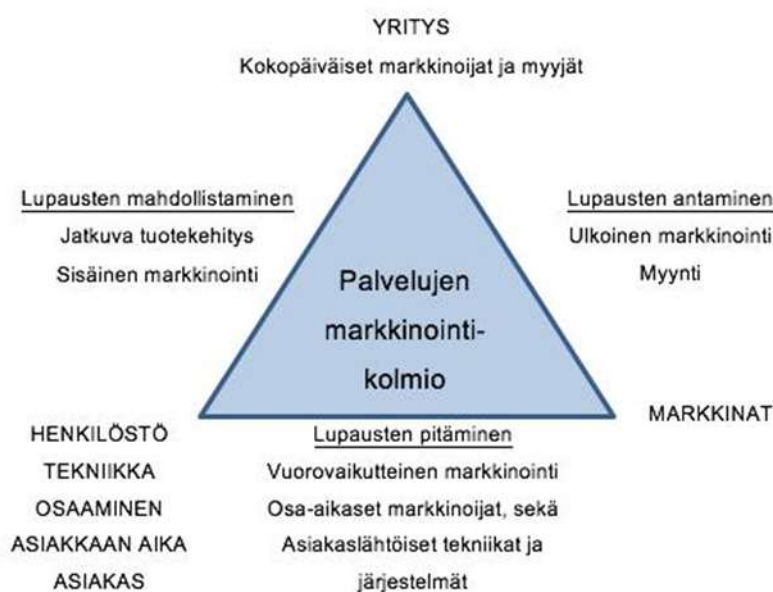 YRITYS
Kokopäiväiset markkinoijat ja myyjät
Lupausten mahdollistaminen
Jatkuva tuotekehitys
Sisäinen markkinointi
Lupausten antaminen
Ulkoinen markkinointi
Myynti
Palvelujen
markkinointi-
kolmio
MARKKINAT
HENKILÖSTÖ
TEKNIIKKA
OSAAMINEN
ASIAKKAAN AIKA
ASIAKAS
Lupausten pitäminen
Vuorovaikutteinen markkinointi
Osa-aikaset markkinoijat, sekä
Asiakaslähtöiset tekniikat ja
järjestelmät